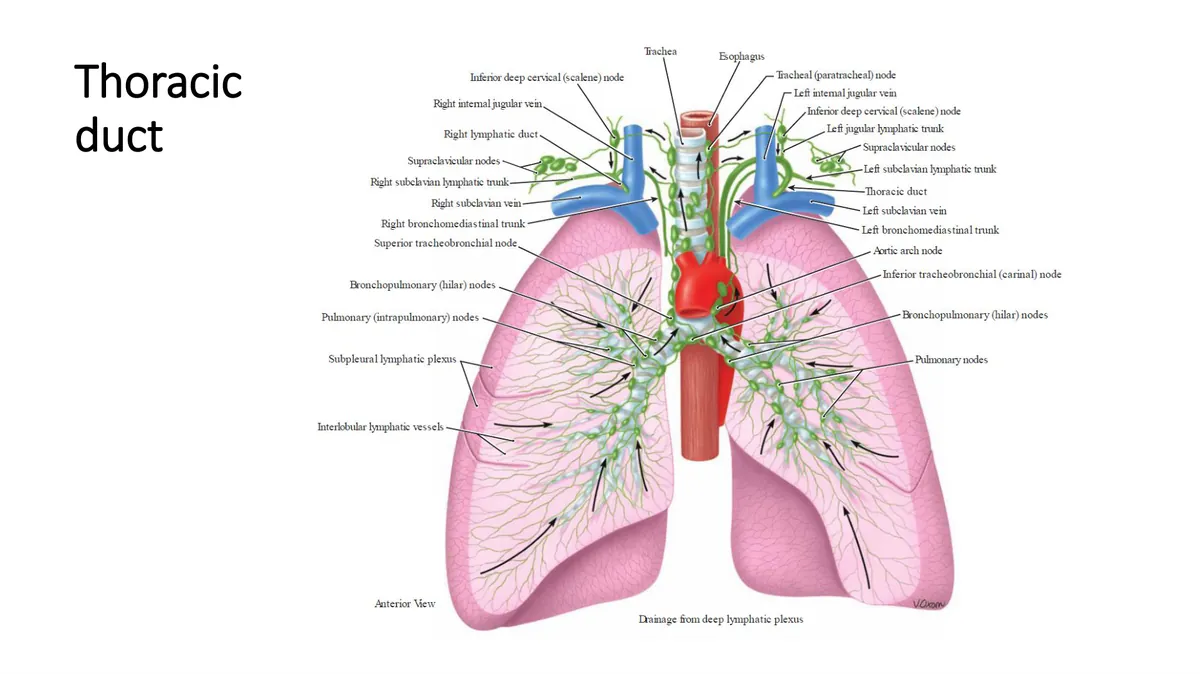 Thoracic
duct
Trachea
Esophagus
Inferior deep cervical (scalene) node
Tracheal (paratracheal) node
Right internal jugular vein
Left internal jugular vein
Inferior deep cervical (scalene) node
Right lymphatic duct
Left jugular lymphatic trunk
Supraclavicular nodes
Supraclavicular nodes
Left subclavian lymphatic trunk
Right subclavian lymphatic trunk
Thoracic duct
Right subclavian vein
Left subclavian vein
Right bronchomediastinal trunk
Left bronchomediastinal trunk
Superior tracheobronchial node
Aortic arch node
Inferior tracheobronchial (carinal) node
Bronchopulmonary (hilar) nodes
Bronchopulmonary (hilar) nodes
Pulmonary (intrapulmonary) nodes
Subpleural lymphatic plexus
Pulmonary nodes
Interlobular lymphatic vessels
Anterior View
Drainage from deep lymphatic plexus